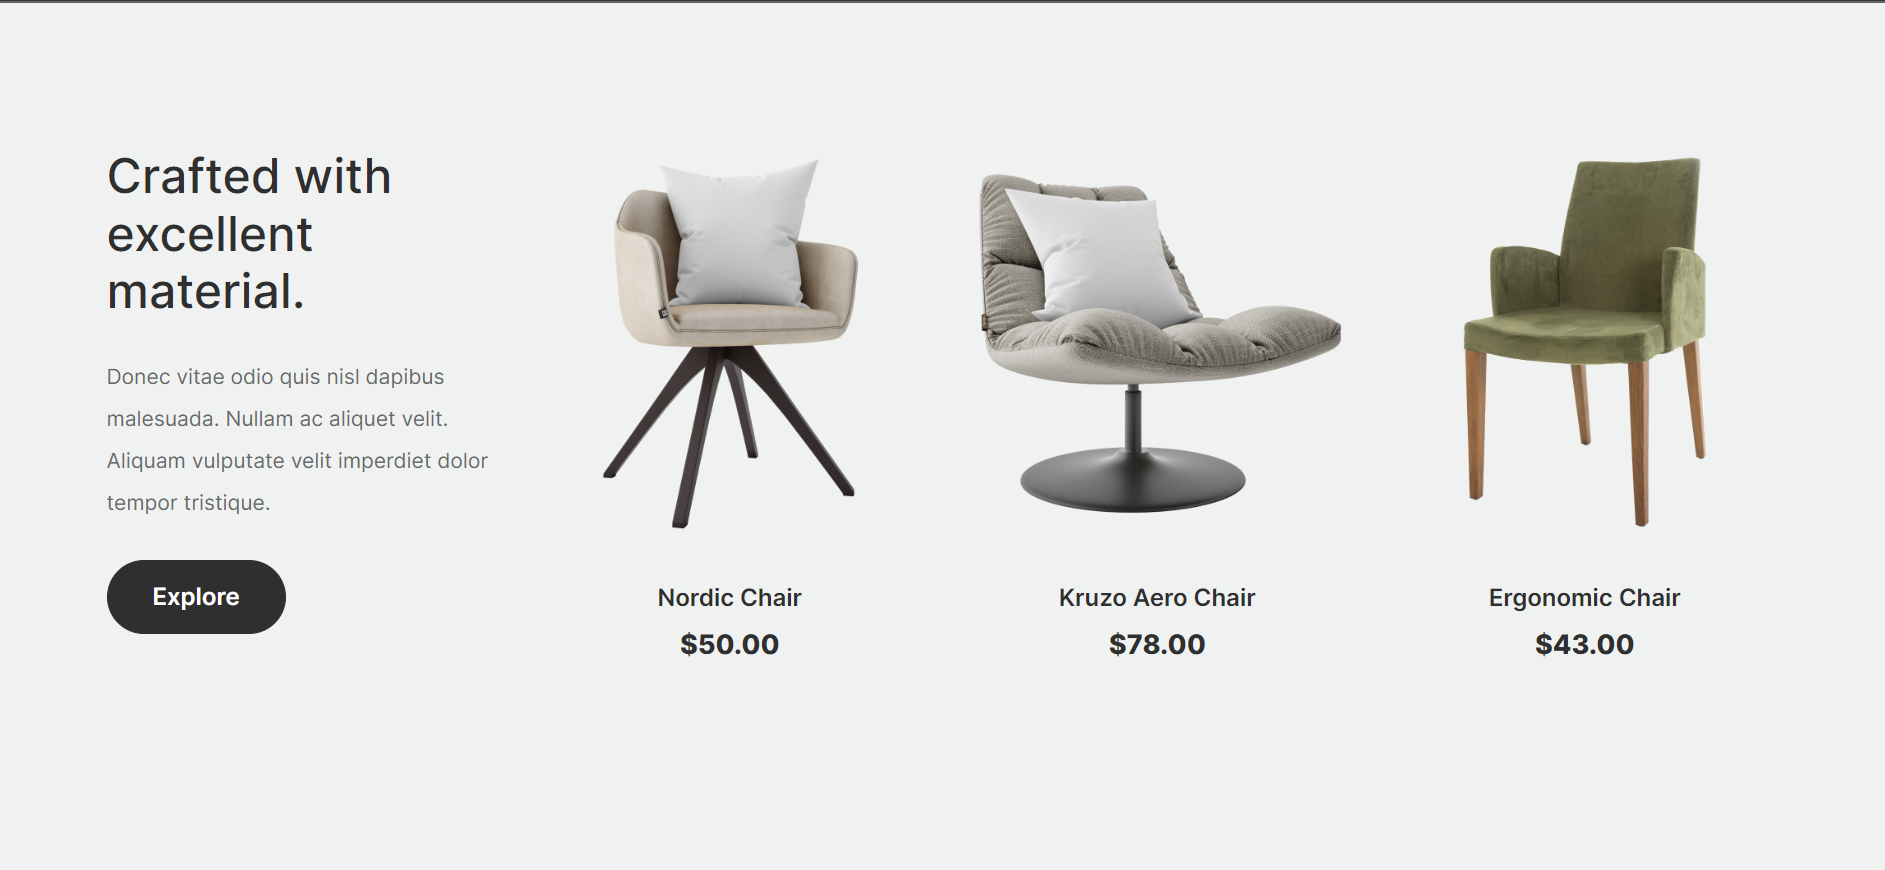 Crafted with
excellent
material.
Donec vitae odio quis nisl dapibus
malesuada. Nullam ac aliquet velit.
Aliquam vulputate velit imperdiet dolor
tempor tristique.
Explore
Nordic Chair
$50.00
Kruzo Aero Chair
$78.00
Ergonomic Chair
$43.00